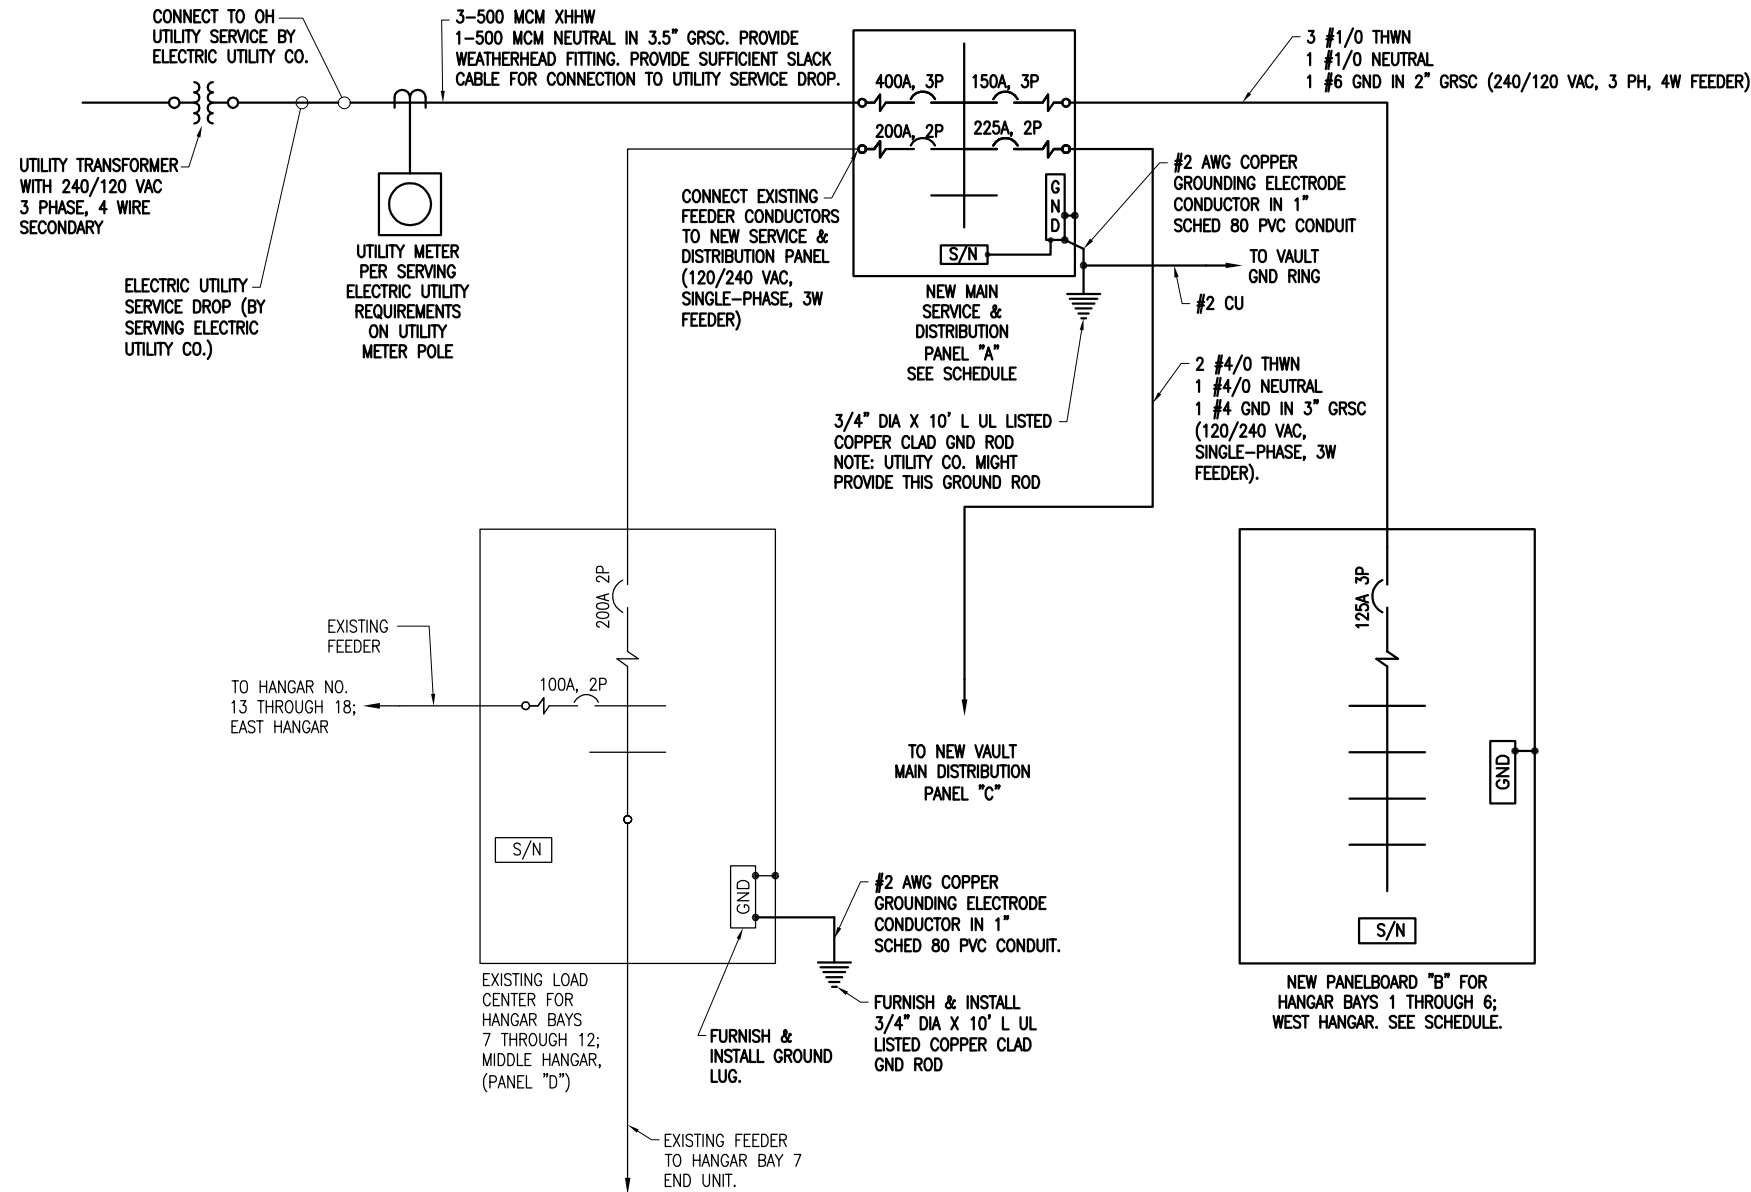 CONNECT TO OH
UTILITY SERVICE BY
ELECTRIC UTILITY CO.
3-500 MCM XHHW
1-500 MCM NEUTRAL IN 3.5" GRSC. PROVIDE
WEATHERHEAD FITTING. PROVIDE SUFFICIENT SLACK
CABLE FOR CONNECTION TO UTILITY SERVICE DROP.
400A, 3P
150A, 3P
200A, 2P
225A, 2P
GND
S/N
3 #1/0 THWN
1 #1/0 NEUTRAL
1 #6 GND IN 2" GRSC (240/120 VAC, 3 PH, 4W FEEDER)
UTILITY TRANSFORMER
WITH 240/120 VAC
3 PHASE, 4 WIRE
SECONDARY
ELECTRIC UTILITY
SERVICE DROP (BY
SERVING ELECTRIC
UTILITY CO.)
UTILITY METER
PER SERVING
ELECTRIC UTILITY
REQUIREMENTS
ON UTILITY
METER POLE
CONNECT EXISTING
FEEDER CONDUCTORS
TO NEW SERVICE &
DISTRIBUTION PANEL
(120/240 VAC,
SINGLE-PHASE, 3W
FEEDER)
NEW MAIN
SERVICE &
DISTRIBUTION
PANEL "A"
SEE SCHEDULE
#2 AWG COPPER
GROUNDING ELECTRODE
CONDUCTOR IN 1"
SCHED 80 PVC CONDUIT
TO VAULT
GND RING
#2 CU
3/4" DIA X 10' L UL LISTED
COPPER CLAD GND ROD
NOTE: UTILITY CO. MIGHT
PROVIDE THIS GROUND ROD
2 #4/0 THWN
1 #4/0 NEUTRAL
1 #4 GND IN 3" GRSC
(120/240 VAC,
SINGLE-PHASE, 3W
FEEDER).
200A 2P
EXISTING
FEEDER
TO HANGAR NO.
13 THROUGH 18;
EAST HANGAR
100A, 2P
S/N
GND
EXISTING LOAD
CENTER FOR
HANGAR BAYS
7 THROUGH 12;
MIDDLE HANGAR,
(PANEL "D")
FURNISH &
INSTALL GROUND
LUG.
#2 AWG COPPER
GROUNDING ELECTRODE
CONDUCTOR IN 1"
SCHED 80 PVC CONDUIT.
FURNISH & INSTALL
3/4" DIA X 10' L UL
LISTED COPPER CLAD
GND ROD
EXISTING FEEDER
TO HANGAR BAY 7
END UNIT.
TO NEW VAULT
MAIN DISTRIBUTION
PANEL "C"
125A 3P
GND
S/N
NEW PANELBOARD "B" FOR
HANGAR BAYS 1 THROUGH 6;
WEST HANGAR. SEE SCHEDULE.